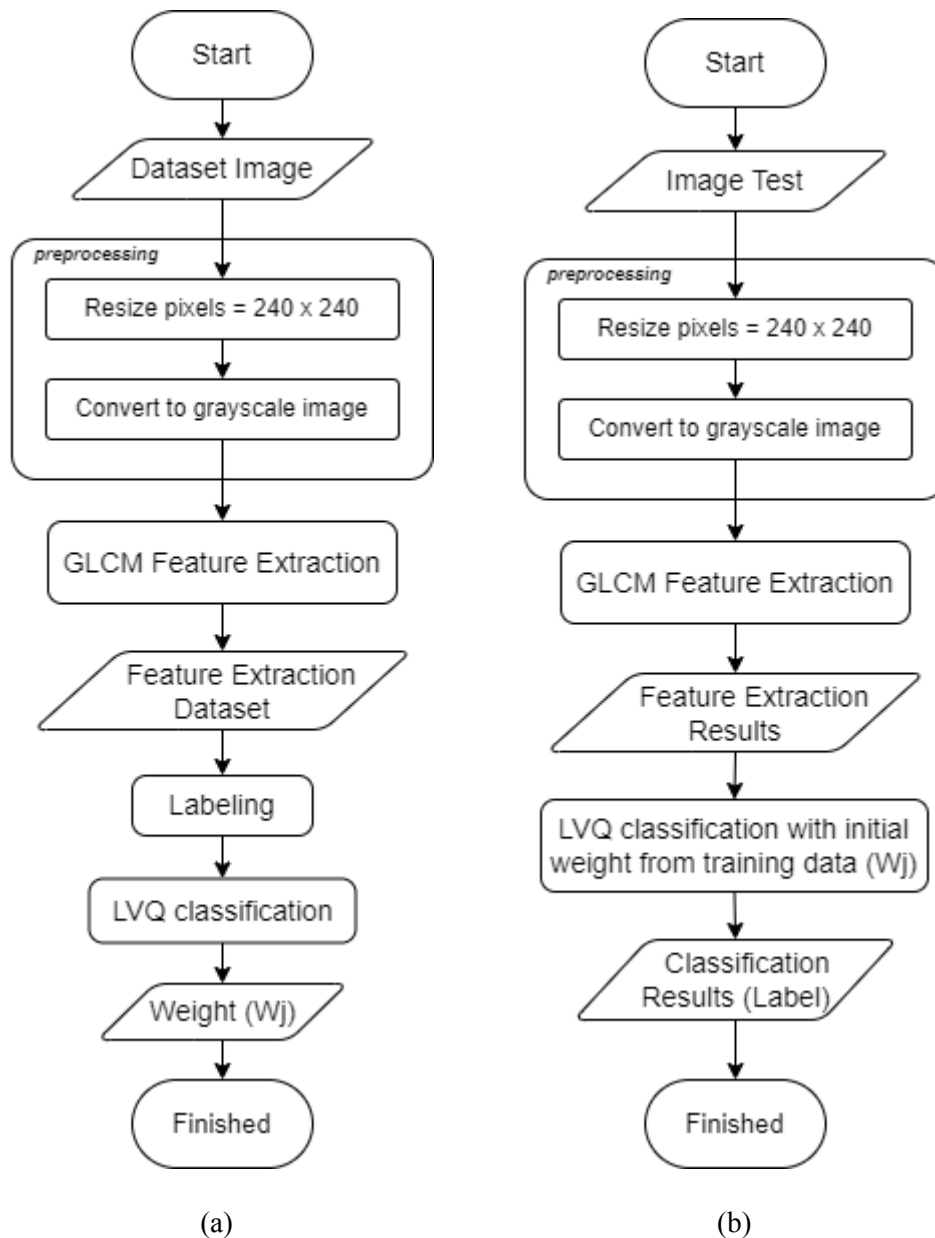 Start
Dataset Image
preprocessing
Resize pixels = 240 x 240
Convert to grayscale image
GLCM Feature Extraction
Feature Extraction
Dataset
Labeling
LVQ classification
Weight (Wj)
Finished
(a)
Start
Image Test
preprocessing
Resize pixels = 240 x 240
Convert to grayscale image
GLCM Feature Extraction
Feature Extraction
Results
LVQ classification with initial
weight from training data (Wj)
Classification
Results (Label)
Finished
(b)